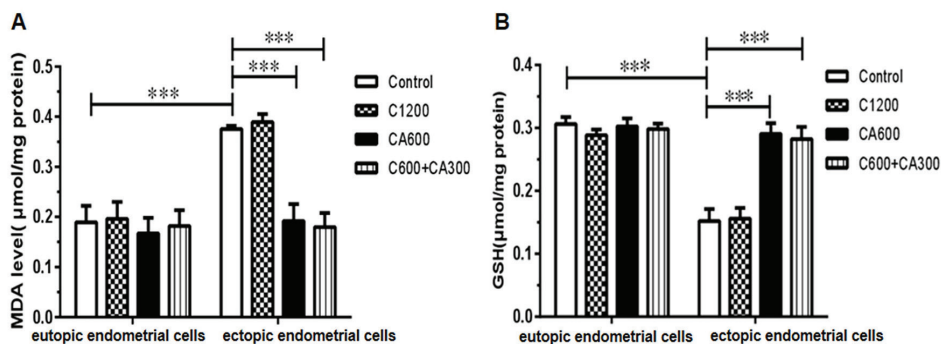 A
MDA level( μmol/mg protein)
0.5
0.4
0.3
0.2
0.1
0.0
***
***
***
Control
C1200
CA600
C600+CA300
eutopic endometrial cells
ectopic endometrial cells
B
GSH(μmol/mg protein)
0.4
0.3
0.2
0.1
0.0
***
***
***
Control
C1200
CA600
C600+CA300
eutopic endometrial cells
ectopic endometrial cells